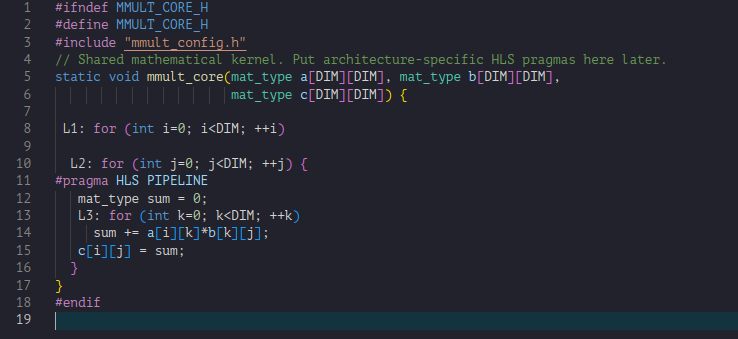 1 #ifndef MMULT_CORE_H
2 #define MMULT_CORE_H
3 #include "mmult_config.h"
4 // Shared mathematical kernel. Put architecture-specific HLS pragmas here later.
5 static void mmult_core(mat_type a[DIM][DIM], mat_type b[DIM][DIM],
6                       mat_type c[DIM][DIM]) {
7
8  L1: for (int i=0; i<DIM; ++i)
9
10   L2: for (int j=0; j<DIM; ++j) {
11 #pragma HLS PIPELINE
12    mat_type sum = 0;
13    L3: for (int k=0; k<DIM; ++k)
14      sum += a[i][k]*b[k][j];
15    c[i][j] = sum;
16   }
17 }
18 #endif
19